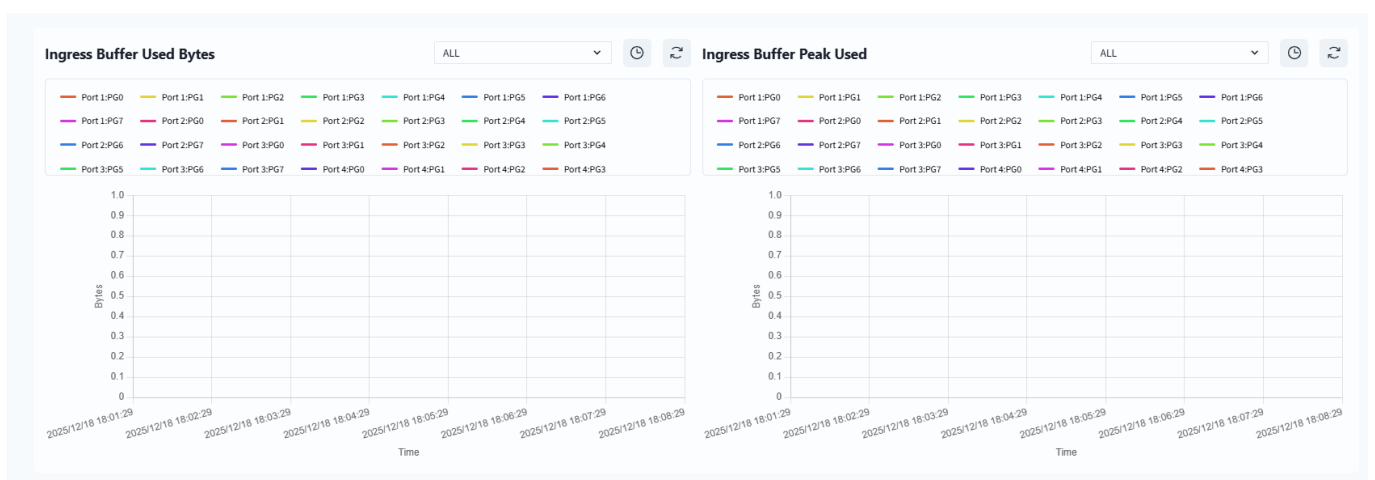 Ingress Buffer Used Bytes
ALL
Port 1:PG0 Port 1:PG1 Port 1:PG2 Port 1:PG3 Port 1:PG4 Port 1:PG5 Port 1:PG6
Port 1:PG7 Port 2:PG0 Port 2:PG1 Port 2:PG2 Port 2:PG3 Port 2:PG4 Port 2:PG5
Port 2:PG6 Port 2:PG7 Port 3:PG0 Port 3:PG1 Port 3:PG2 Port 3:PG3 Port 3:PG4
Port 3:PG5 Port 3:PG6 Port 3:PG7 Port 4:PG0 Port 4:PG1 Port 4:PG2 Port 4:PG3
1.0
0.9
0.8
0.7
0.6
0.5
0.4
0.3
0.2
0.1
0
Bytes
2025/12/18 18:01:29 2025/12/18 18:02:29 2025/12/18 18:03:29 2025/12/18 18:04:29 2025/12/18 18:05:29 2025/12/18 18:06:29 2025/12/18 18:07:29 2025/12/18 18:08:29
Time
Ingress Buffer Peak Used
ALL
Port 1:PG0 Port 1:PG1 Port 1:PG2 Port 1:PG3 Port 1:PG4 Port 1:PG5 Port 1:PG6
Port 1:PG7 Port 2:PG0 Port 2:PG1 Port 2:PG2 Port 2:PG3 Port 2:PG4 Port 2:PG5
Port 2:PG6 Port 2:PG7 Port 3:PG0 Port 3:PG1 Port 3:PG2 Port 3:PG3 Port 3:PG4
Port 3:PG5 Port 3:PG6 Port 3:PG7 Port 4:PG0 Port 4:PG1 Port 4:PG2 Port 4:PG3
1.0
0.9
0.8
0.7
0.6
0.5
0.4
0.3
0.2
0.1
0
Bytes
2025/12/18 18:01:29 2025/12/18 18:02:29 2025/12/18 18:03:29 2025/12/18 18:04:29 2025/12/18 18:05:29 2025/12/18 18:06:29 2025/12/18 18:07:29 2025/12/18 18:08:29
Time